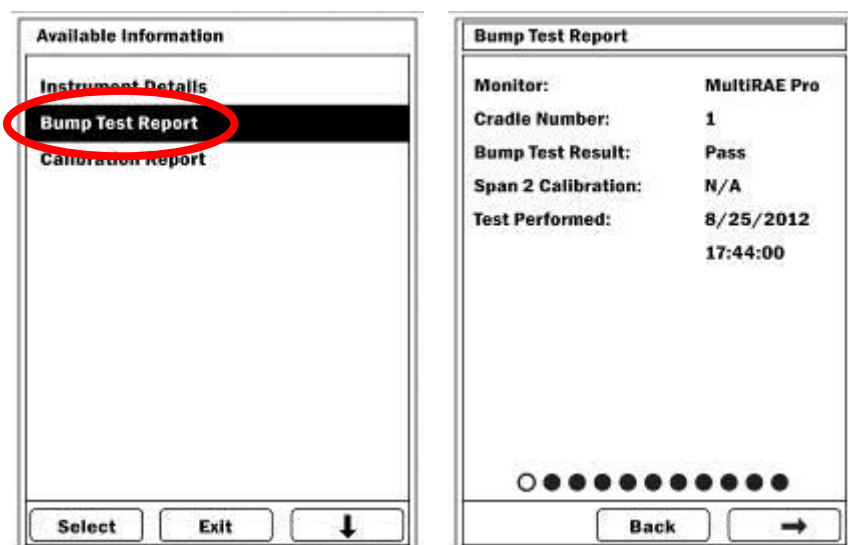 Available Information
Instrument Details
Bump Test Report
Calibration Report
Select Exit ↓
Bump Test Report
Monitor: MultiRAE Pro
Cradle Number: 1
Bump Test Result: Pass
Span 2 Calibration: N/A
Test Performed: 8/25/2012
17:44:00
Back →